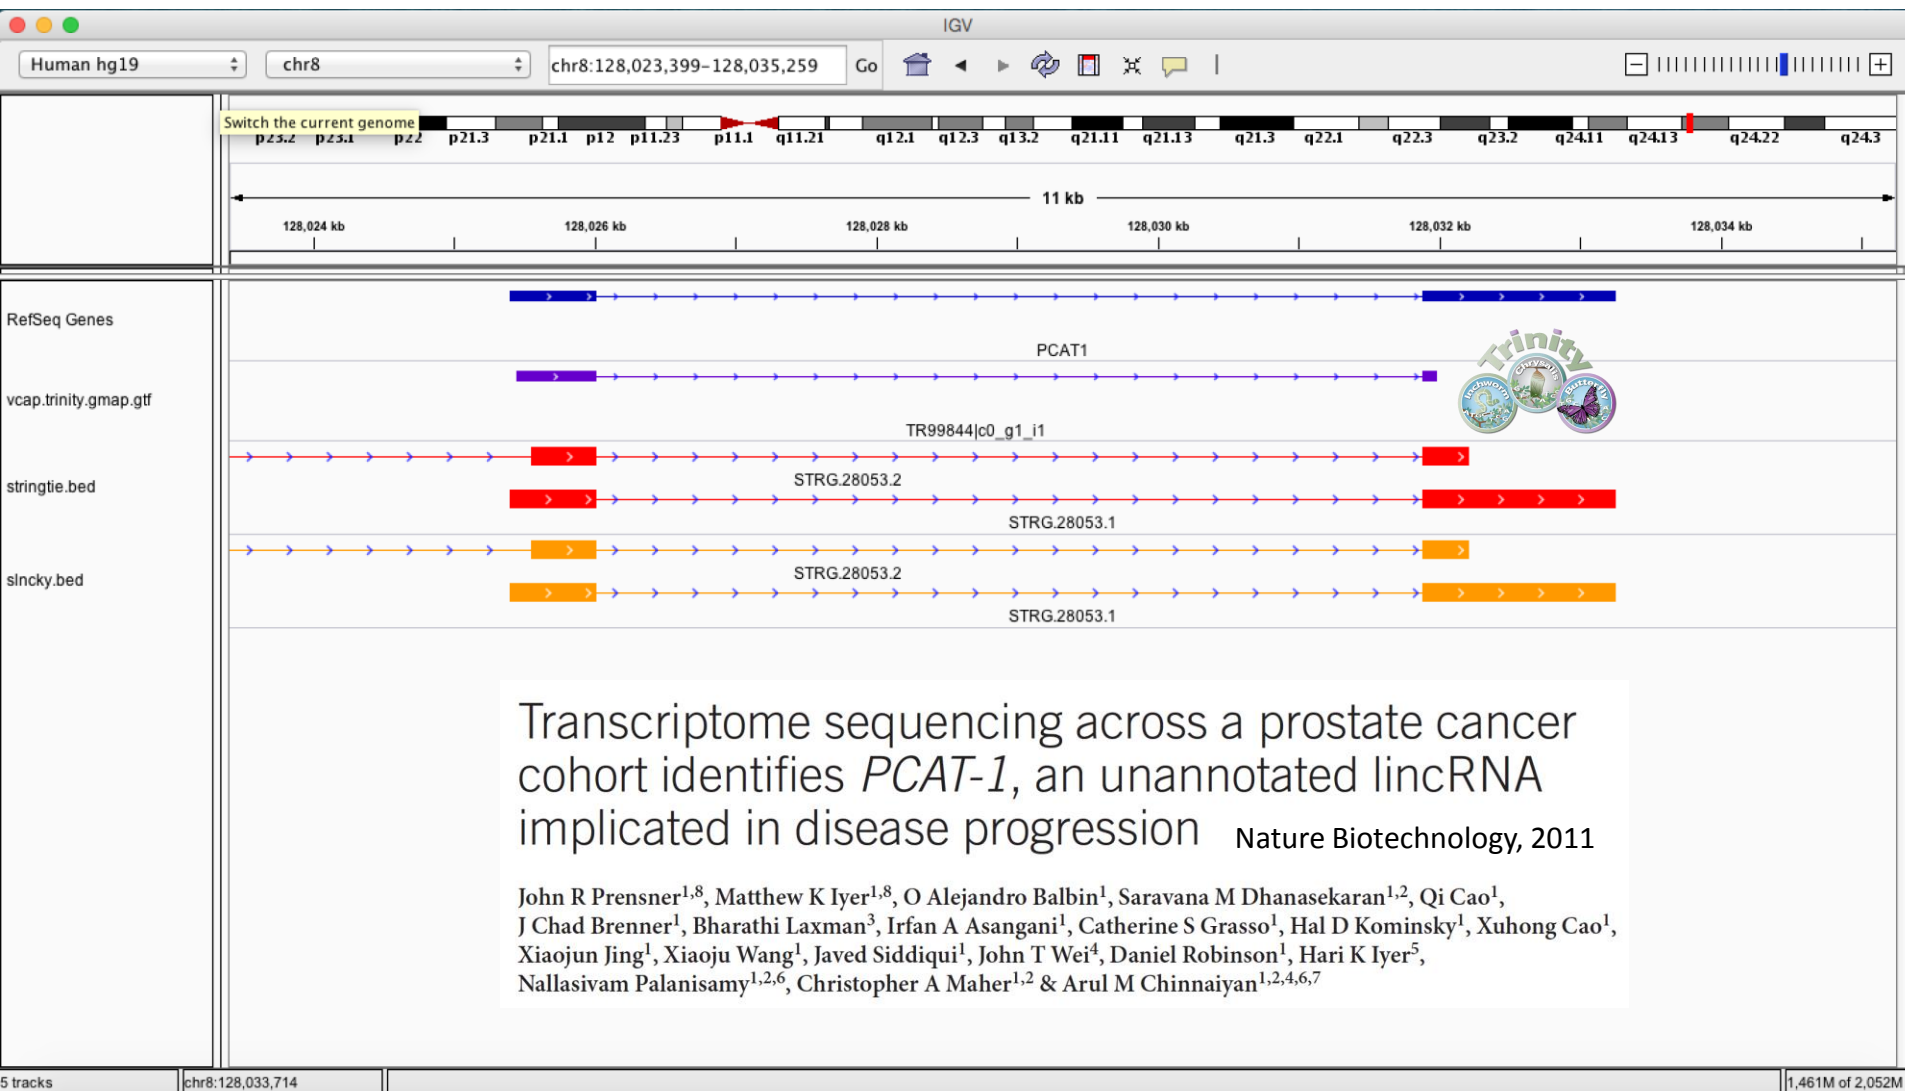 IGV
Human hg19 chr8 chr8:128,023,399-128,035,259 Go
Switch the current genome
p23.2 p23.1 p22 p21.3 p21.1 p12 p11.23 p11.1 q11.21 q12.1 q12.3 q13.2 q21.11 q21.13 q21.3 q22.1 q22.3 q23.2 q24.11 q24.13 q24.22 q24.3
11 kb
128,024 kb 128,026 kb 128,028 kb 128,030 kb 128,032 kb 128,034 kb
RefSeq Genes
PCAT1
Trinity
Inchworm Chrysalis Butterfly
vcap.trinity.gmap.gtf
TR99844|c0_g1_i1
stringtie.bed
STRG.28053.2
STRG.28053.1
slncky.bed
STRG.28053.2
STRG.28053.1
Transcriptome sequencing across a prostate cancer
cohort identifies PCAT-1, an unannotated lincRNA
implicated in disease progression Nature Biotechnology, 2011
John R Prensner1,8, Matthew K Iyer1,8, O Alejandro Balbin1, Saravana M Dhanasekaran1,2, Qi Cao1,
J Chad Brenner1, Bharathi Laxman3, Irfan A Asangani1, Catherine S Grasso1, Hal D Kominsky1, Xuhong Cao1,
Xiaojun Jing1, Xiaoju Wang1, Javed Siddiqui1, John T Wei4, Daniel Robinson1, Hari K Iyer5,
Nallasivam Palanisamy1,2,6, Christopher A Maher1,2 & Arul M Chinnaiyan1,2,4,6,7
5 tracks chr8:128,033,714 1,461M of 2,052M